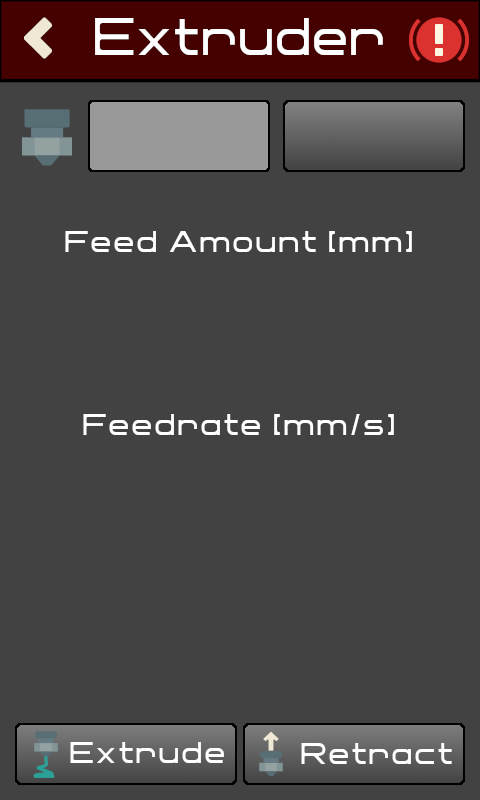 Extruder
Feed Amount [mm]
Feedrate [mm/s]
Extrude
Retract